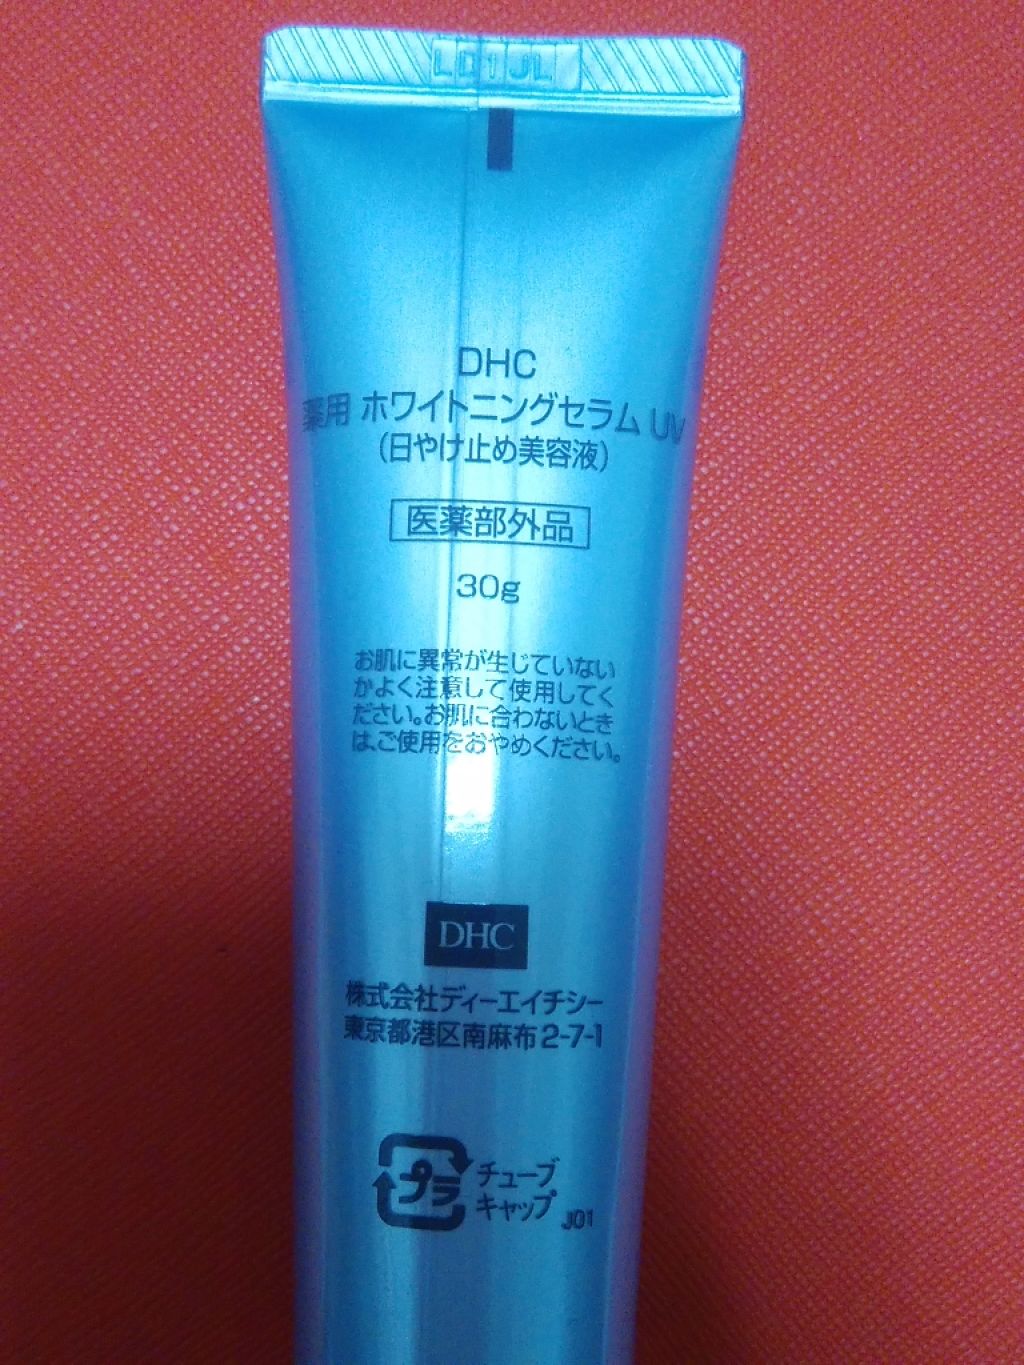 LD1JL
DHC
薬用 ホワイトニングセラム UV
(日やけ止め美容液)
医薬部外品
30g
お肌に異常が生じていない
かよく注意して使用してく
ださい。お肌に合わないとき
は、ご使用をおやめください。
DHC
株式会社ディーエイチシー
東京都港区南麻布2-7-1
プラ
チューブ
キャップ
J01